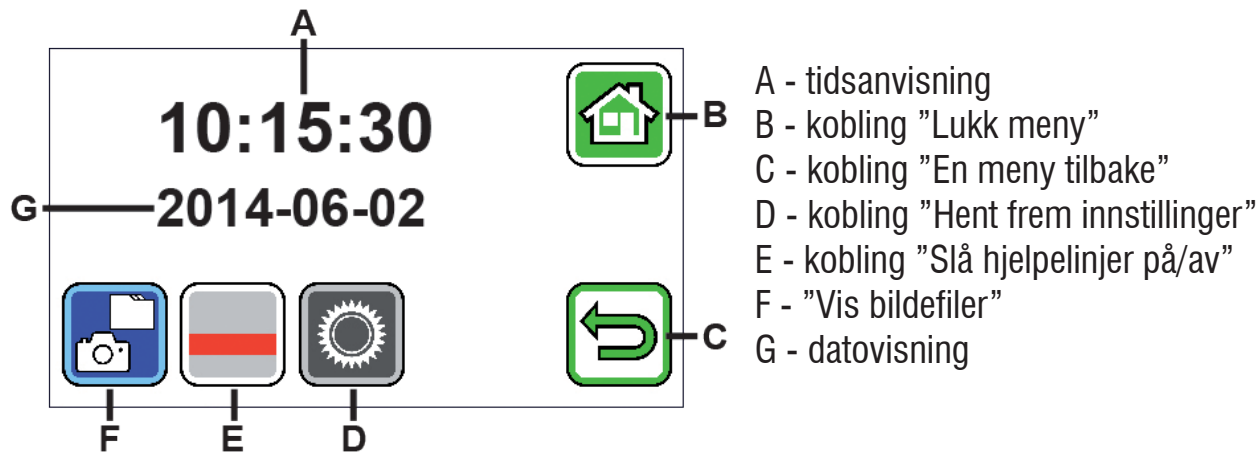 A
10:15:30
B
G
2014-06-02
C
F
E
D
A - tidsanvisning
B - kobling ”Lukk meny”
C - kobling ”En meny tilbake”
D - kobling ”Hent frem innstillinger”
E - kobling ”Slå hjelpelinjer på/av”
F - ”Vis bildefiler”
G - datovisning